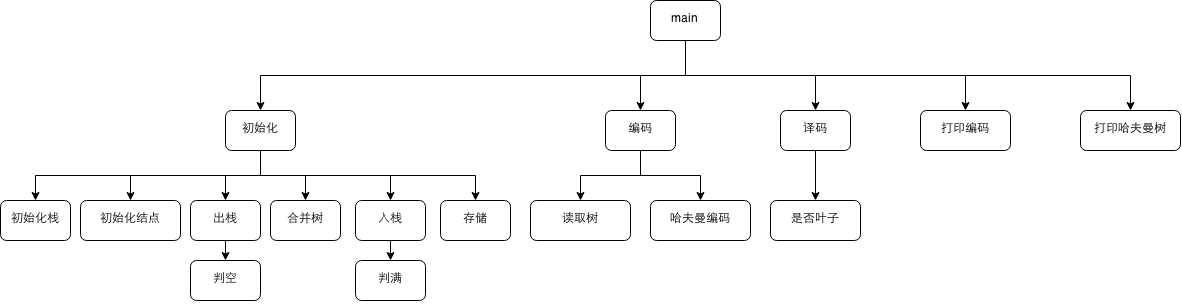 main
初始化
编码
译码
打印编码
打印哈夫曼树
初始化栈
初始化结点
出栈
合并树
入栈
存储
读取树
哈夫曼编码
是否叶子
判空
判满